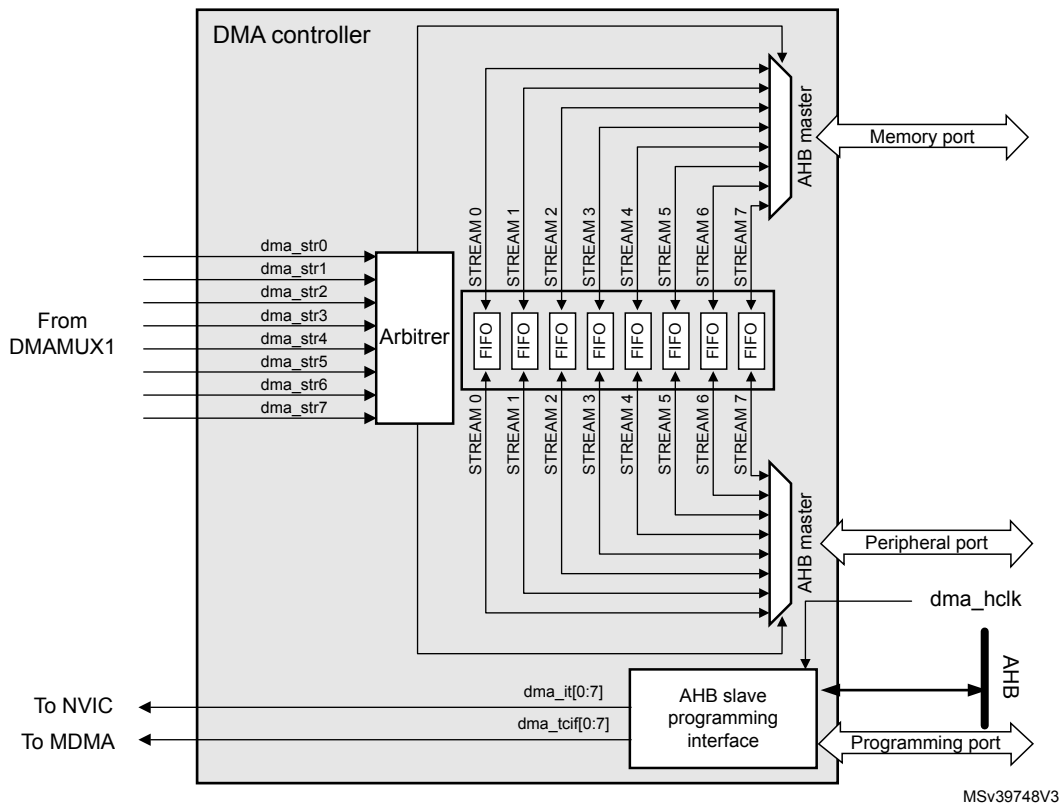 DMA controller
AHB master
Memory port
STREAM 0
STREAM 1
STREAM 2
STREAM 3
STREAM 4
STREAM 5
STREAM 6
STREAM 7
dma_str0
dma_str1
dma_str2
dma_str3
dma_str4
dma_str5
dma_str6
dma_str7
From
DMAMUX1
Arbitrer
FIFO
FIFO
FIFO
FIFO
FIFO
FIFO
FIFO
FIFO
STREAM 0
STREAM 1
STREAM 2
STREAM 3
STREAM 4
STREAM 5
STREAM 6
STREAM 7
AHB master
Peripheral port
dma_hclk
AHB
To NVIC
dma_it[0:7]
To MDMA
dma_tcif[0:7]
AHB slave
programming
interface
Programming port
MSv39748V3